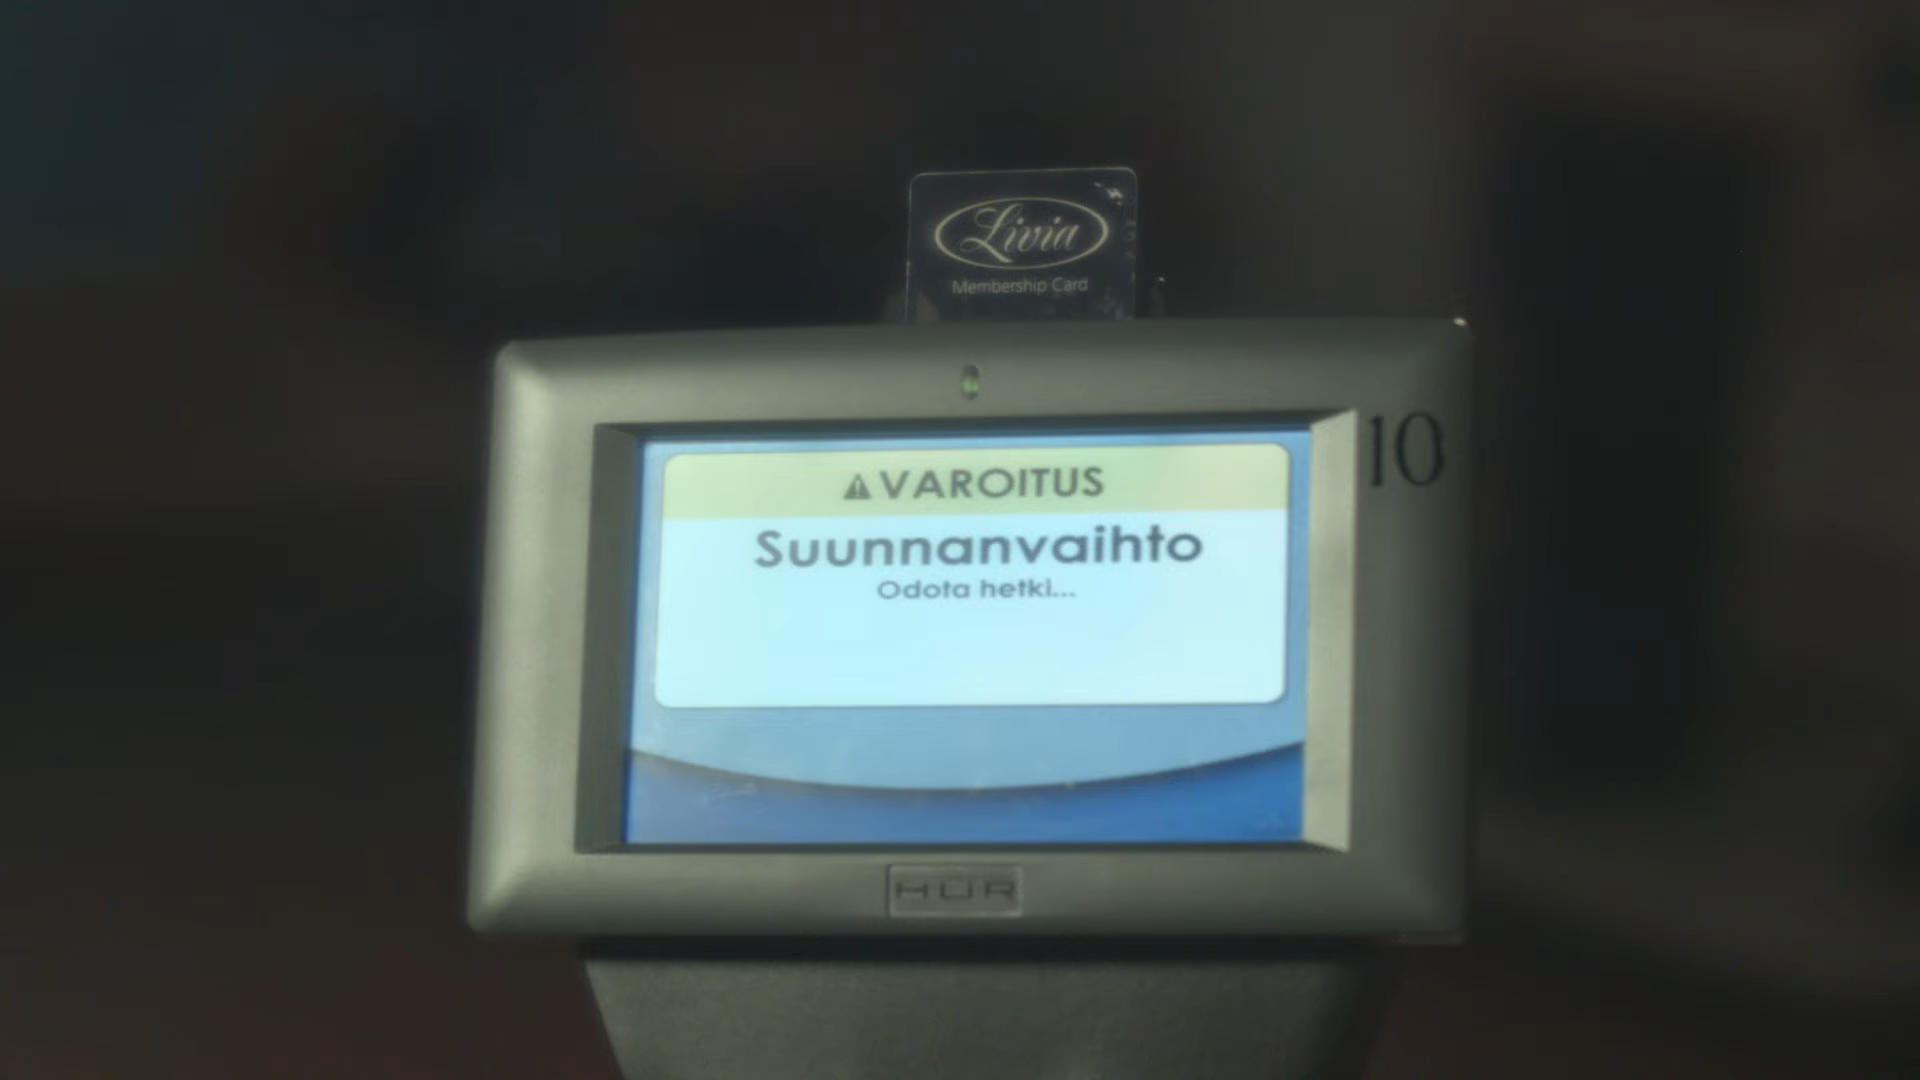 Livia
Membership Card
10
VAROITUS
Suunnanvaihto
Odota hetki...
HUR